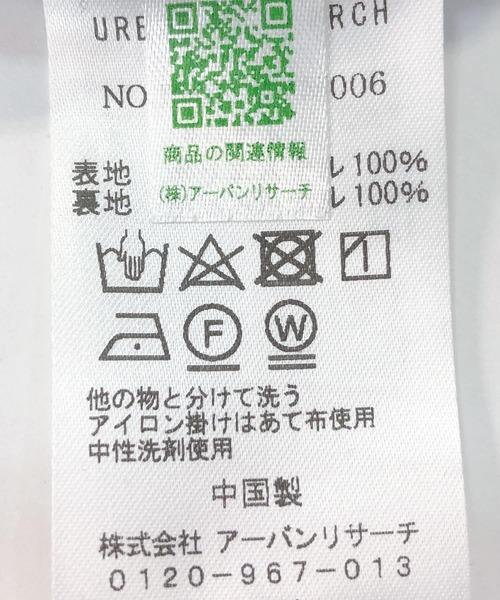 URB RCH
NO 006
商品の関連情報
(株)アーバンリサーチ
表地 レ100%
裏地 レ100%
F W
他の物と分けて洗う
アイロン掛けはあて布使用
中性洗剤使用
中国製
株式会社 アーバンリサーチ
0120-967-013